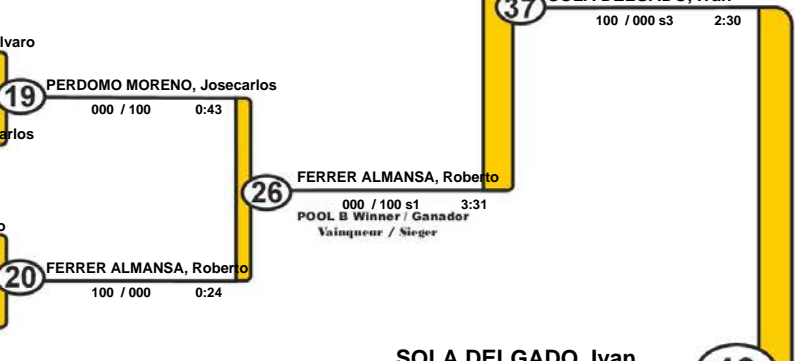 37
100 / 000 s3 2:30
lvaro
19
PERDOMO MORENO, Josecarlos
000 / 100 0:43
arlos
FERRER ALMANSA, Roberto
26
000 / 100 s1 3:31
POOL B Winner / Ganador
Vainqueur / Sieger
o
20
FERRER ALMANSA, Roberto
100 / 000 0:24
SOLA DELGADO, Ivan